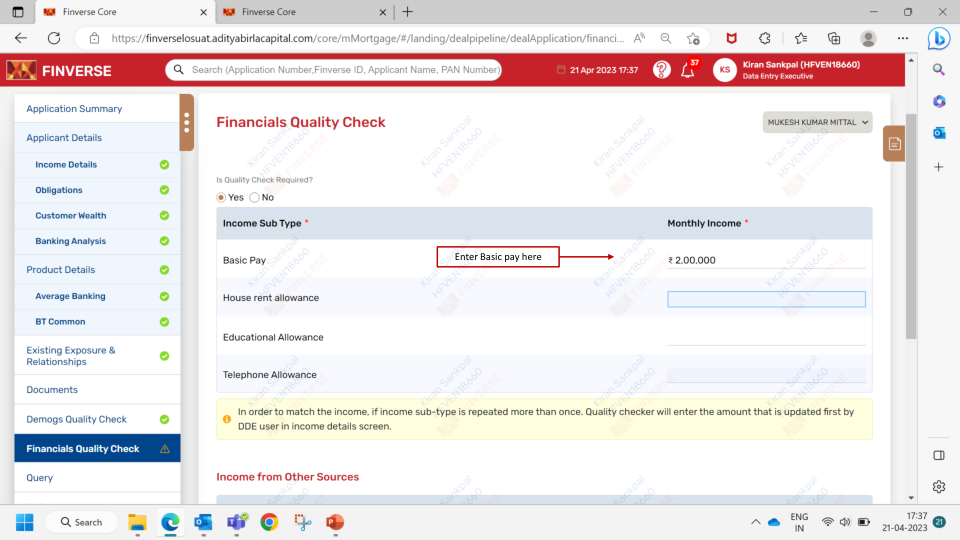 Finverse Core
Finverse Core
https://finverselosuat.adityabirlacapital.com/core/mMortgage/#/landing/dealpipeline/dealApplication/financi...
FINVERSE
Search (Application Number,Finverse ID, Applicant Name, PAN Number)
21 Apr 2023 17:37
37
KS
Kiran Sankpal (HFVEN18660)
Data Entry Executive
Application Summary
Applicant Details
Income Details
Obligations
Customer Wealth
Banking Analysis
Product Details
Average Banking
BT Common
Existing Exposure &
Relationships
Documents
Demogs Quality Check
Financials Quality Check
Query
Financials Quality Check
MUKESH KUMAR MITTAL
Is Quality Check Required?
Yes No
Income Sub Type * Monthly Income *
Basic Pay
Enter Basic pay here
₹ 2,00,000
House rent allowance
Educational Allowance
Telephone Allowance
In order to match the income, if income sub-type is repeated more than once. Quality checker will enter the amount that is updated first by
DDE user in income details screen.
Income from Other Sources
Kiran Sankpal
HFVEN18660
FINVERSE
Search
ENG
IN
17:37
21-04-2023
21